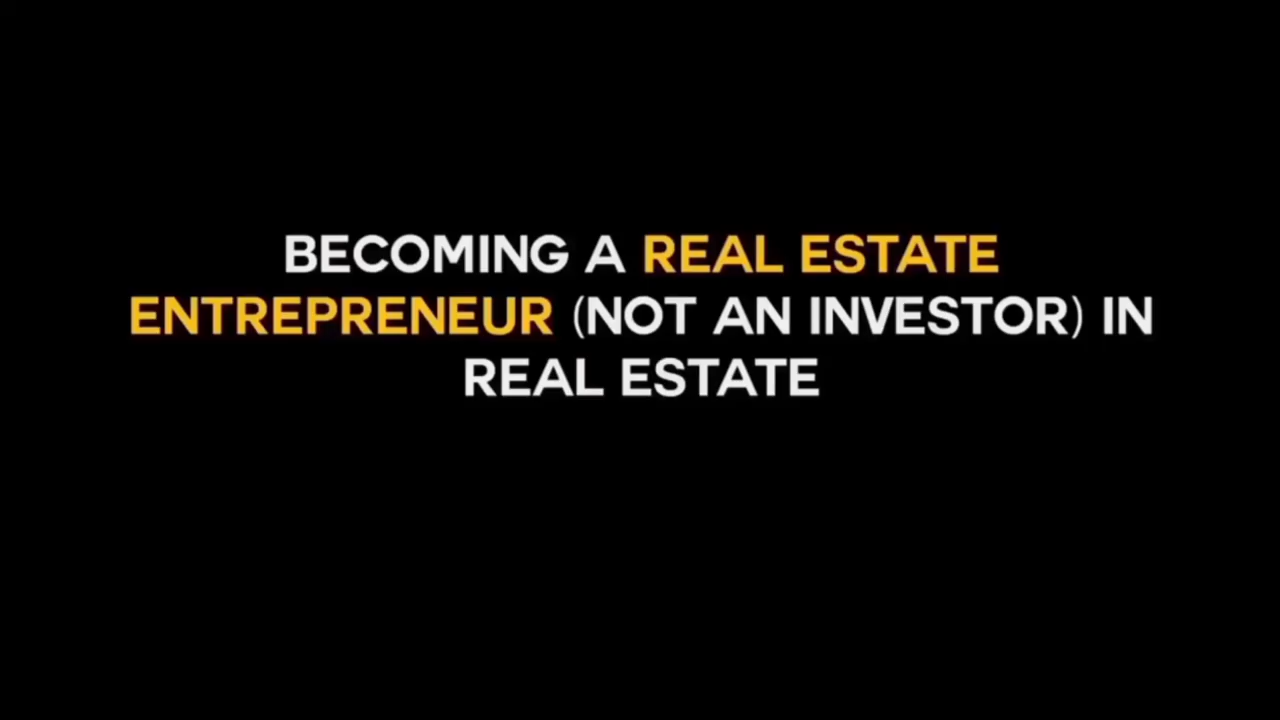 BECOMING A REAL ESTATE
ENTREPRENEUR (NOT AN INVESTOR) IN
REAL ESTATE